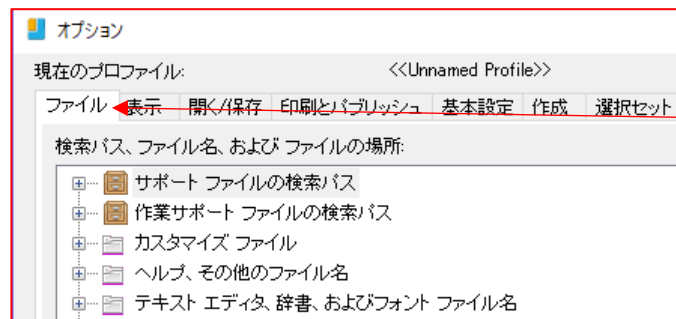 オプション
現在のプロファイル: <<Unnamed Profile>>
ファイル 表示 開く/保存 印刷とパブリッシュ 基本設定 作成 選択セット
検索パス、ファイル名、および ファイルの場所:
サポート ファイルの検索パス
作業サポート ファイルの検索パス
カスタマイズ ファイル
ヘルプ、その他のファイル名
テキスト エディタ、辞書、およびフォント ファイル名